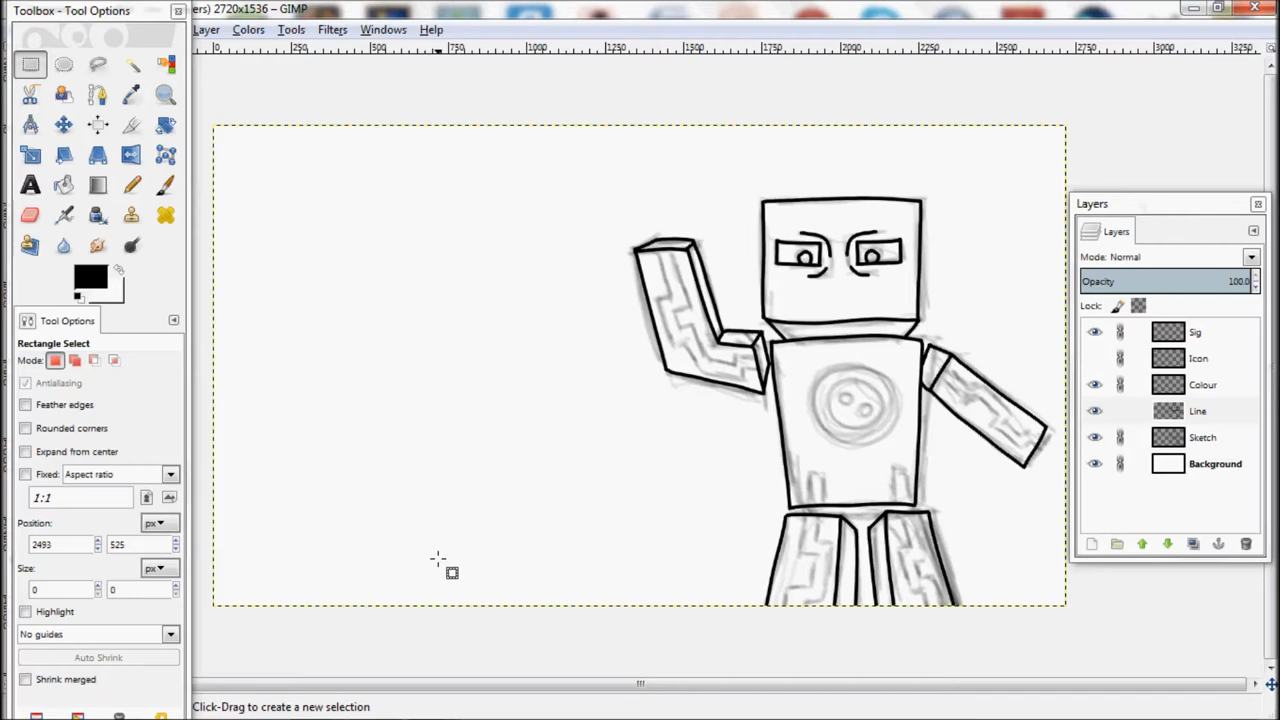 Toolbox - Tool Options
ers) 2720x1536 – GIMP
Layer Colors Tools Filters Windows Help
0 250 500 750 1000 1250 1500 1750 2000 2250 2500 2750 3000 3250
Tool Options
Rectangle Select
Mode:
Antialiasing
Feather edges
Rounded corners
Expand from center
Fixed: Aspect ratio
1:1
Position: px
2493 525
Size: px
0 0
Highlight
No guides
Auto Shrink
Shrink merged
Layers
Layers
Mode: Normal
Opacity 100.0
Lock:
Sig
Icon
Colour
Line
Sketch
Background
Click-Drag to create a new selection